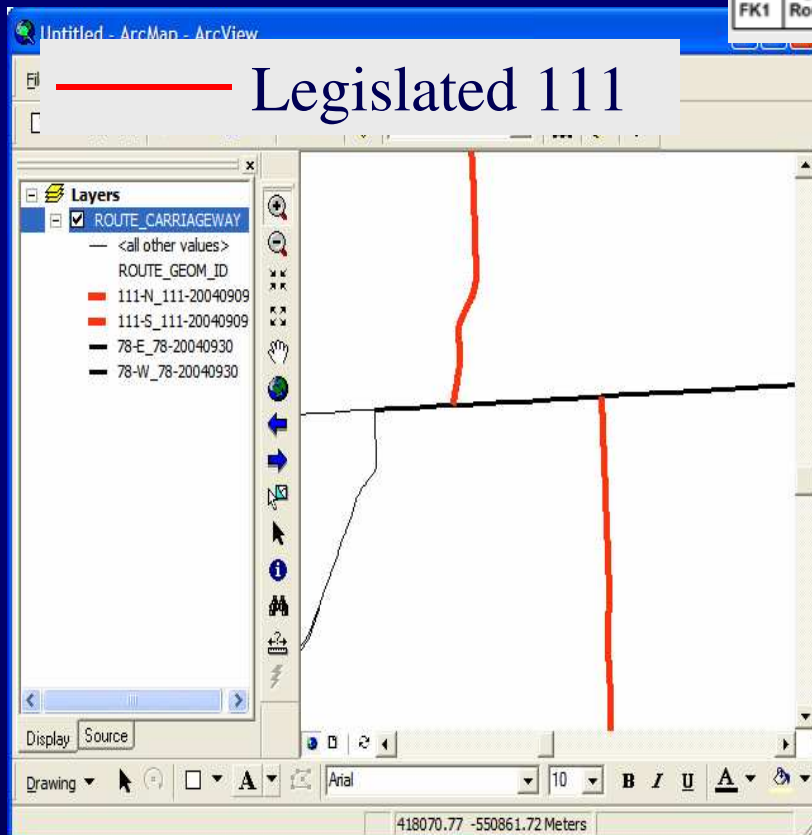 FK1
Untitled - ArcMap - ArcView
Legislated 111
Layers
ROUTE_CARRIAGEWAY
<all other values>
ROUTE_GEOM_ID
111-N_111-20040909
111-S_111-20040909
78-E_78-20040930
78-W_78-20040930
Display Source
Drawing A Arial 10 B I U A
418070.77 -550861.72 Meters